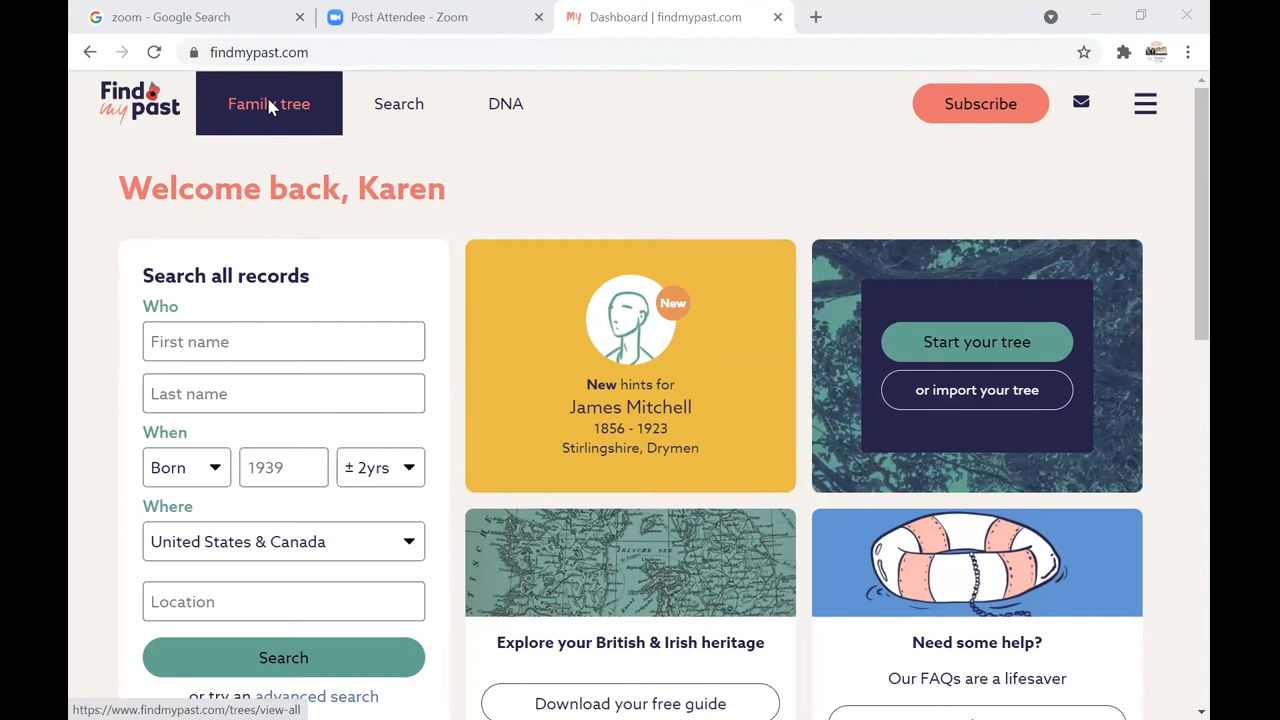 zoom - Google Search
Post Attendee - Zoom
Dashboard | findmypast.com
findmypast.com
Find my past
Family tree
Search
DNA
Subscribe
Welcome back, Karen
Search all records
Who
First name
Last name
When
Born
1939
± 2yrs
Where
United States & Canada
Location
Search
or try an advanced search
New
New hints for
James Mitchell
1856 - 1923
Stirlingshire, Drymen
Start your tree
or import your tree
IRISCHE SEE
Explore your British & Irish heritage
Download your free guide
Need some help?
Our FAQs are a lifesaver
https://www.findmypast.com/trees/view-all